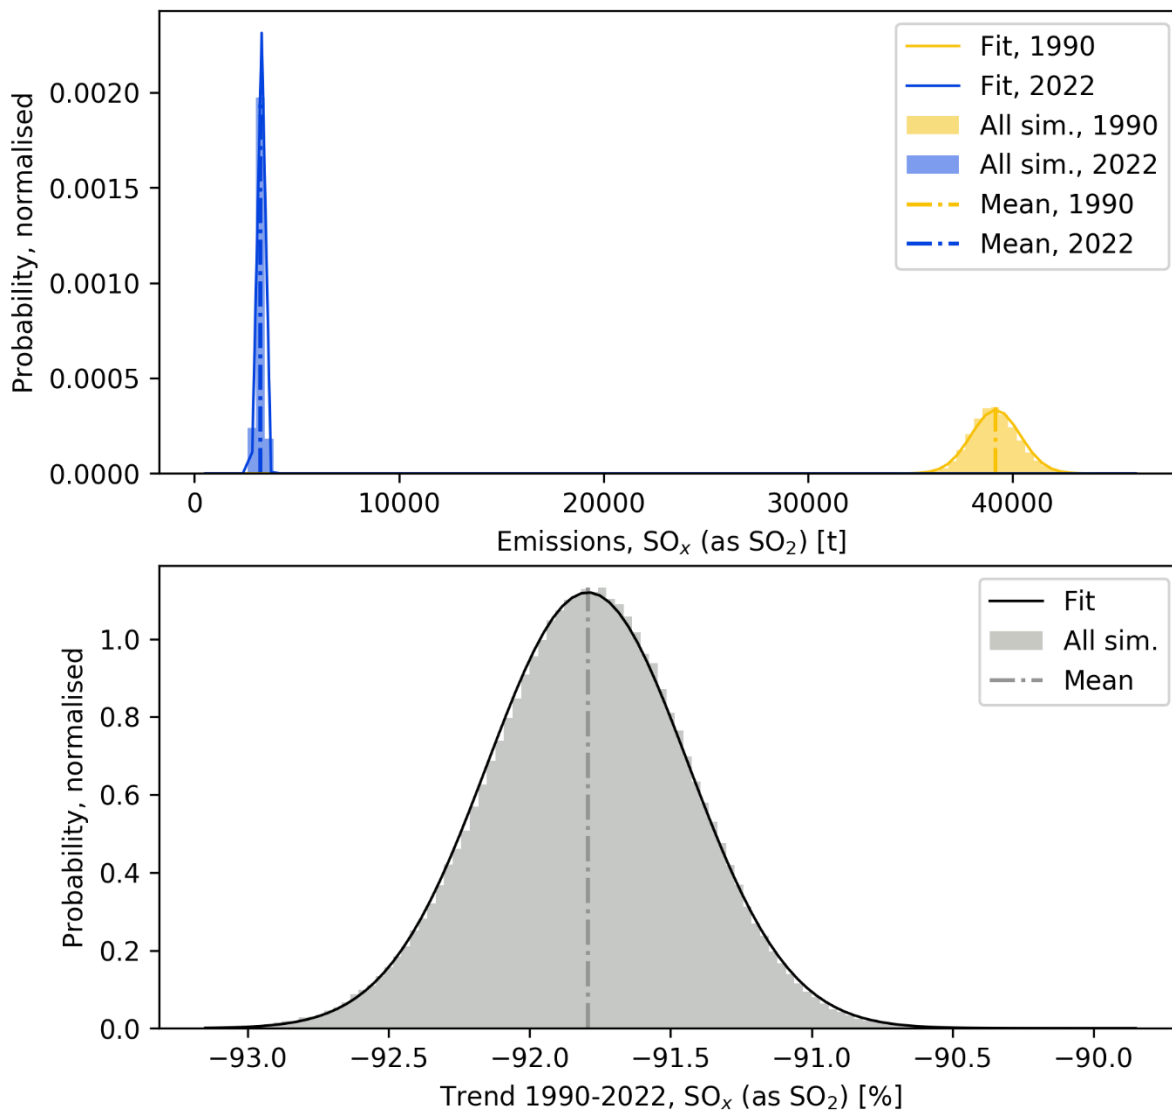 Probability, normalised
0.0020
0.0015
0.0010
0.0005
0.0000
Fit, 1990
Fit, 2022
All sim., 1990
All sim., 2022
Mean, 1990
Mean, 2022
0 10000 20000 30000 40000
Emissions, SOₓ (as SO₂) [t]
Probability, normalised
1.0
0.8
0.6
0.4
0.2
0.0
Fit
All sim.
Mean
−93.0 −92.5 −92.0 −91.5 −91.0 −90.5 −90.0
Trend 1990-2022, SOₓ (as SO₂) [%]